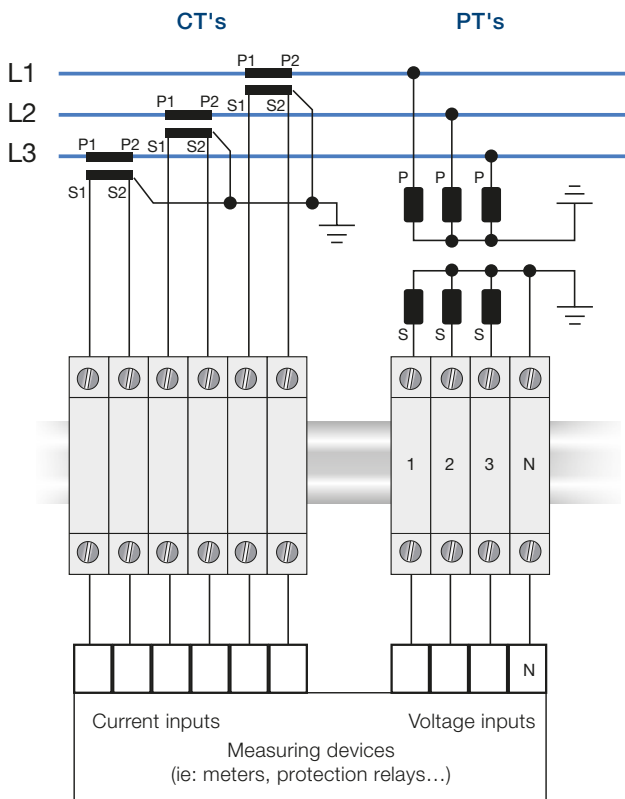 CT's PT's
L1 P1 P2
L2 P1 P2 S1 S2
L3 P1 P2 S1 S2
S1 S2
P P P
S S S
1 2 3 N
N
Current inputs Voltage inputs
Measuring devices
(ie: meters, protection relays...)